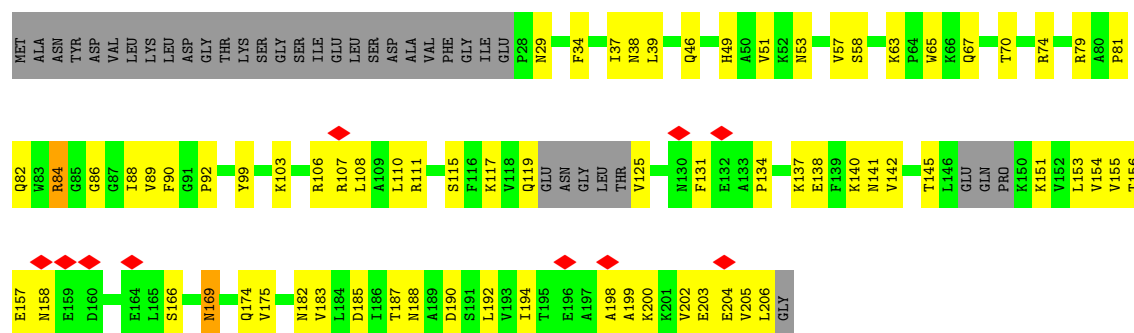 MET ALA ASN TYR ASP VAL LEU LYS LEU ASP GLY THR LYS SER GLY SER ILE GLU LEU SER ASP ALA VAL PHE GLY ILE GLU P28 N29 F34 I37 N38 L39 Q46 H49 A50 V51 K52 N53 V57 S58 K63 P64 W65 K66 Q67 T70 R74 R79 A80 P81
Q82 W83 R84 G85 G86 G87 I88 V89 F90 G91 P92 Y99 K103 R106 R107 L108 A109 L110 R111 S115 F116 K117 V118 Q119 GLU ASN GLY LEU THR V125 N130 F131 E132 A133 P134 K137 E138 F139 K140 N141 V142 T145 L146 GLU GLN PRO K150 K151 V152 L153 V154 V155 T156
E157 N158 E159 D160 E164 L165 S166 N169 Q174 V175 N182 V183 L184 D185 I186 T187 N188 A189 D190 S191 L192 V193 I194 T195 E196 A197 A198 A199 K200 K201 V202 E203 E204 V205 L206 GLY